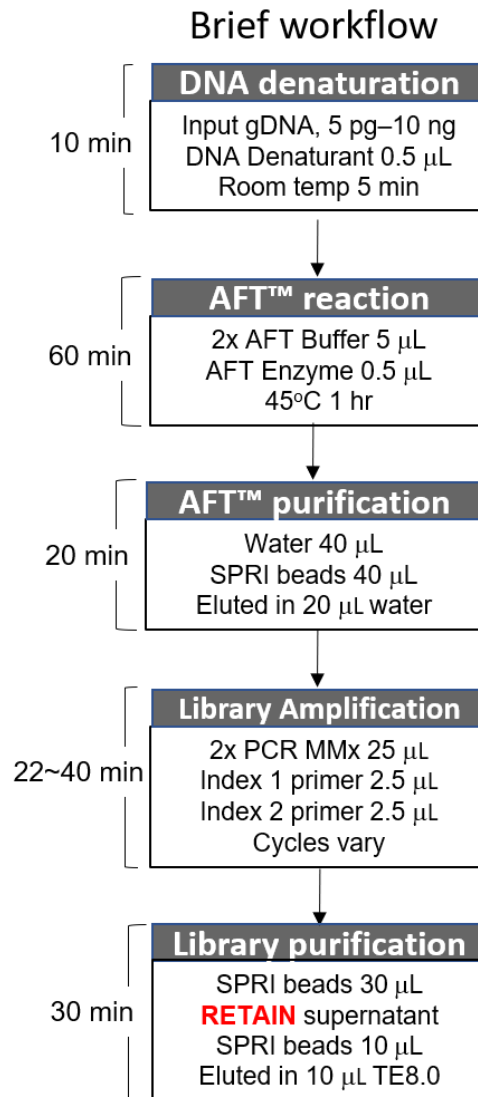 Brief workflow
DNA denaturation
10 min
Input gDNA, 5 pg–10 ng
DNA Denaturant 0.5 μL
Room temp 5 min
AFT™ reaction
60 min
2x AFT Buffer 5 μL
AFT Enzyme 0.5 μL
45ºC 1 hr
AFT™ purification
20 min
Water 40 μL
SPRI beads 40 μL
Eluted in 20 μL water
Library Amplification
22~40 min
2x PCR MMx 25 μL
Index 1 primer 2.5 μL
Index 2 primer 2.5 μL
Cycles vary
Library purification
30 min
SPRI beads 30 μL
RETAIN supernatant
SPRI beads 10 μL
Eluted in 10 μL TE8.0